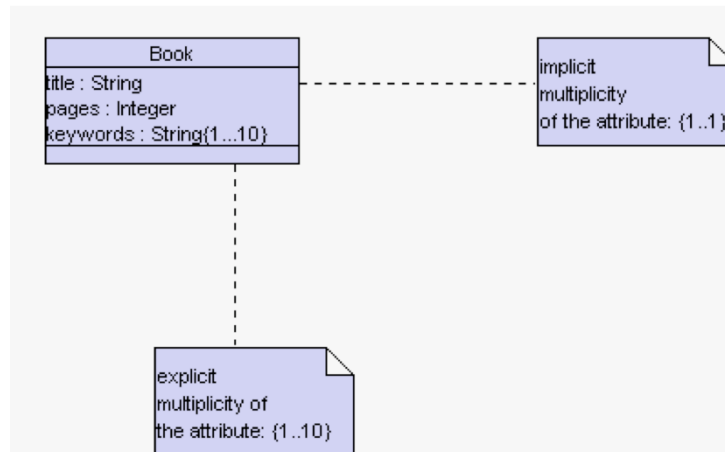 Book
title : String
pages : Integer
keywords : String{1...10}
implicit
multiplicity
of the attribute: {1..1}
explicit
multiplicity of
the attribute: {1..10}